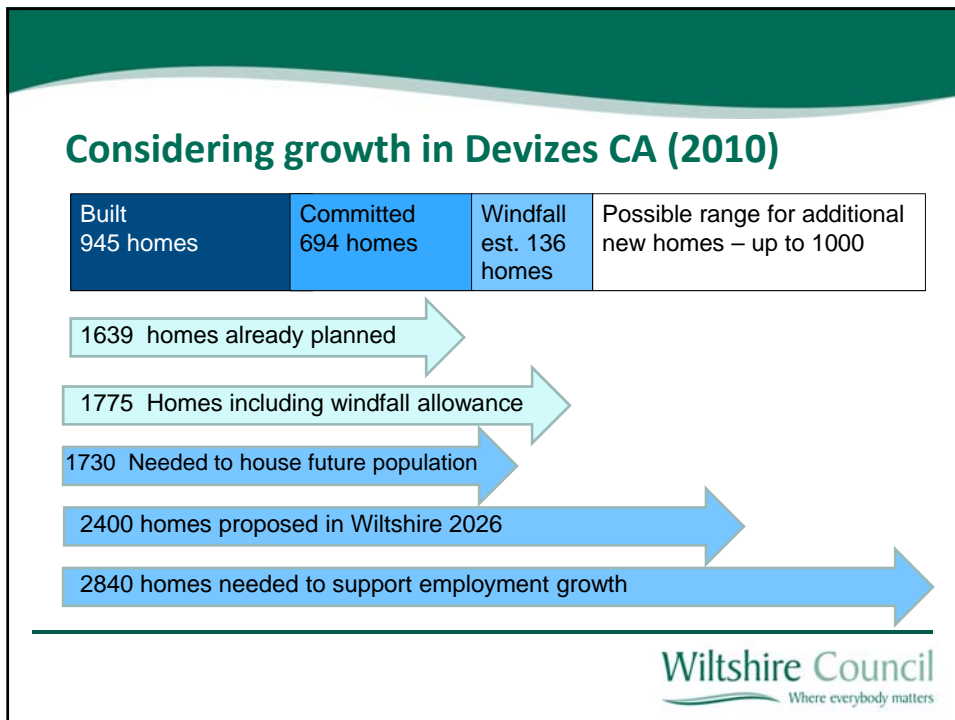 Considering growth in Devizes CA (2010)
Built
945 homes
Committed
694 homes
Windfall
est. 136
homes
Possible range for additional
new homes – up to 1000
1639 homes already planned
1775 Homes including windfall allowance
1730 Needed to house future population
2400 homes proposed in Wiltshire 2026
2840 homes needed to support employment growth
Wiltshire Council
Where everybody matters